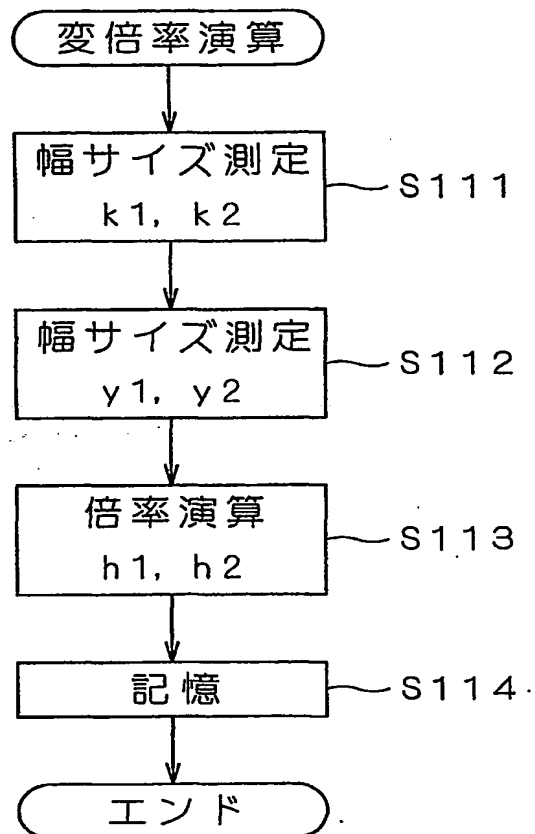 変倍率演算
幅サイズ測定
k1, k2
S111
幅サイズ測定
y1, y2
S112
倍率演算
h1, h2
S113
記憶
S114
エンド